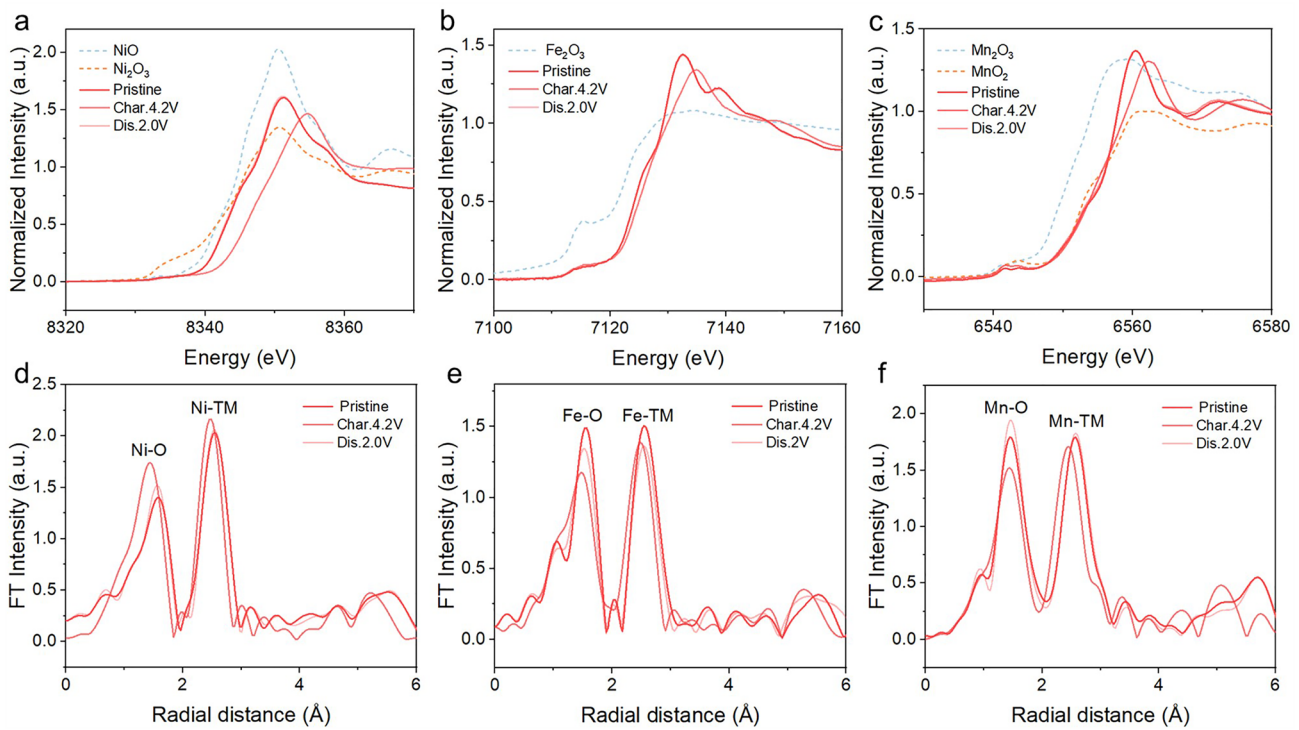 a
Normalized Intensity (a.u.)
2.0
1.5
1.0
0.5
0.0
NiO
Ni₂O₃
Pristine
Char.4.2V
Dis.2.0V
8320
8340
8360
Energy (eV)
b
Normalized Intensity (a.u.)
1.5
1.0
0.5
0.0
Fe₂O₃
Pristine
Char.4.2V
Dis.2.0V
7100
7120
7140
7160
Energy (eV)
c
Normalized Intensity (a.u.)
1.5
1.0
0.5
0.0
Mn₂O₃
MnO₂
Pristine
Char.4.2V
Dis.2.0V
6540
6560
6580
Energy (eV)
d
FT Intensity (a.u.)
2.5
2.0
1.5
1.0
0.5
0.0
Ni-O
Ni-TM
Pristine
Char.4.2V
Dis.2.0V
0
2
4
6
Radial distance (Å)
e
FT Intensity (a.u.)
1.5
1.0
0.5
0.0
Fe-O
Fe-TM
Pristine
Char.4.2V
Dis.2V
0
2
4
6
Radial distance (Å)
f
FT Intensity (a.u.)
2.0
1.5
1.0
0.5
0.0
Mn-O
Mn-TM
Pristine
Char.4.2V
Dis.2.0V
0
2
4
6
Radial distance (Å)